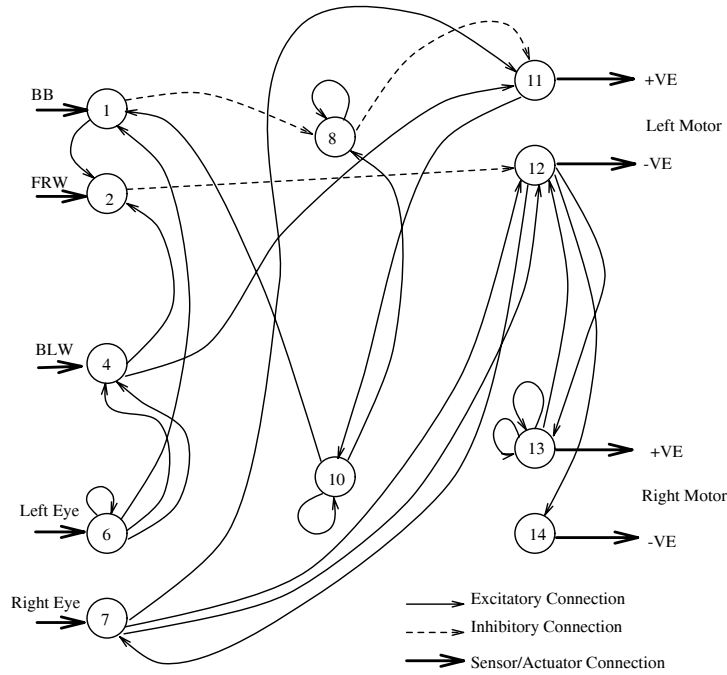 11
+VE
BB
1
8
Left Motor
12
-VE
FRW
2
BLW
4
13
+VE
10
Right Motor
Left Eye
6
14
-VE
Right Eye
7
Excitatory Connection
Inhibitory Connection
Sensor/Actuator Connection